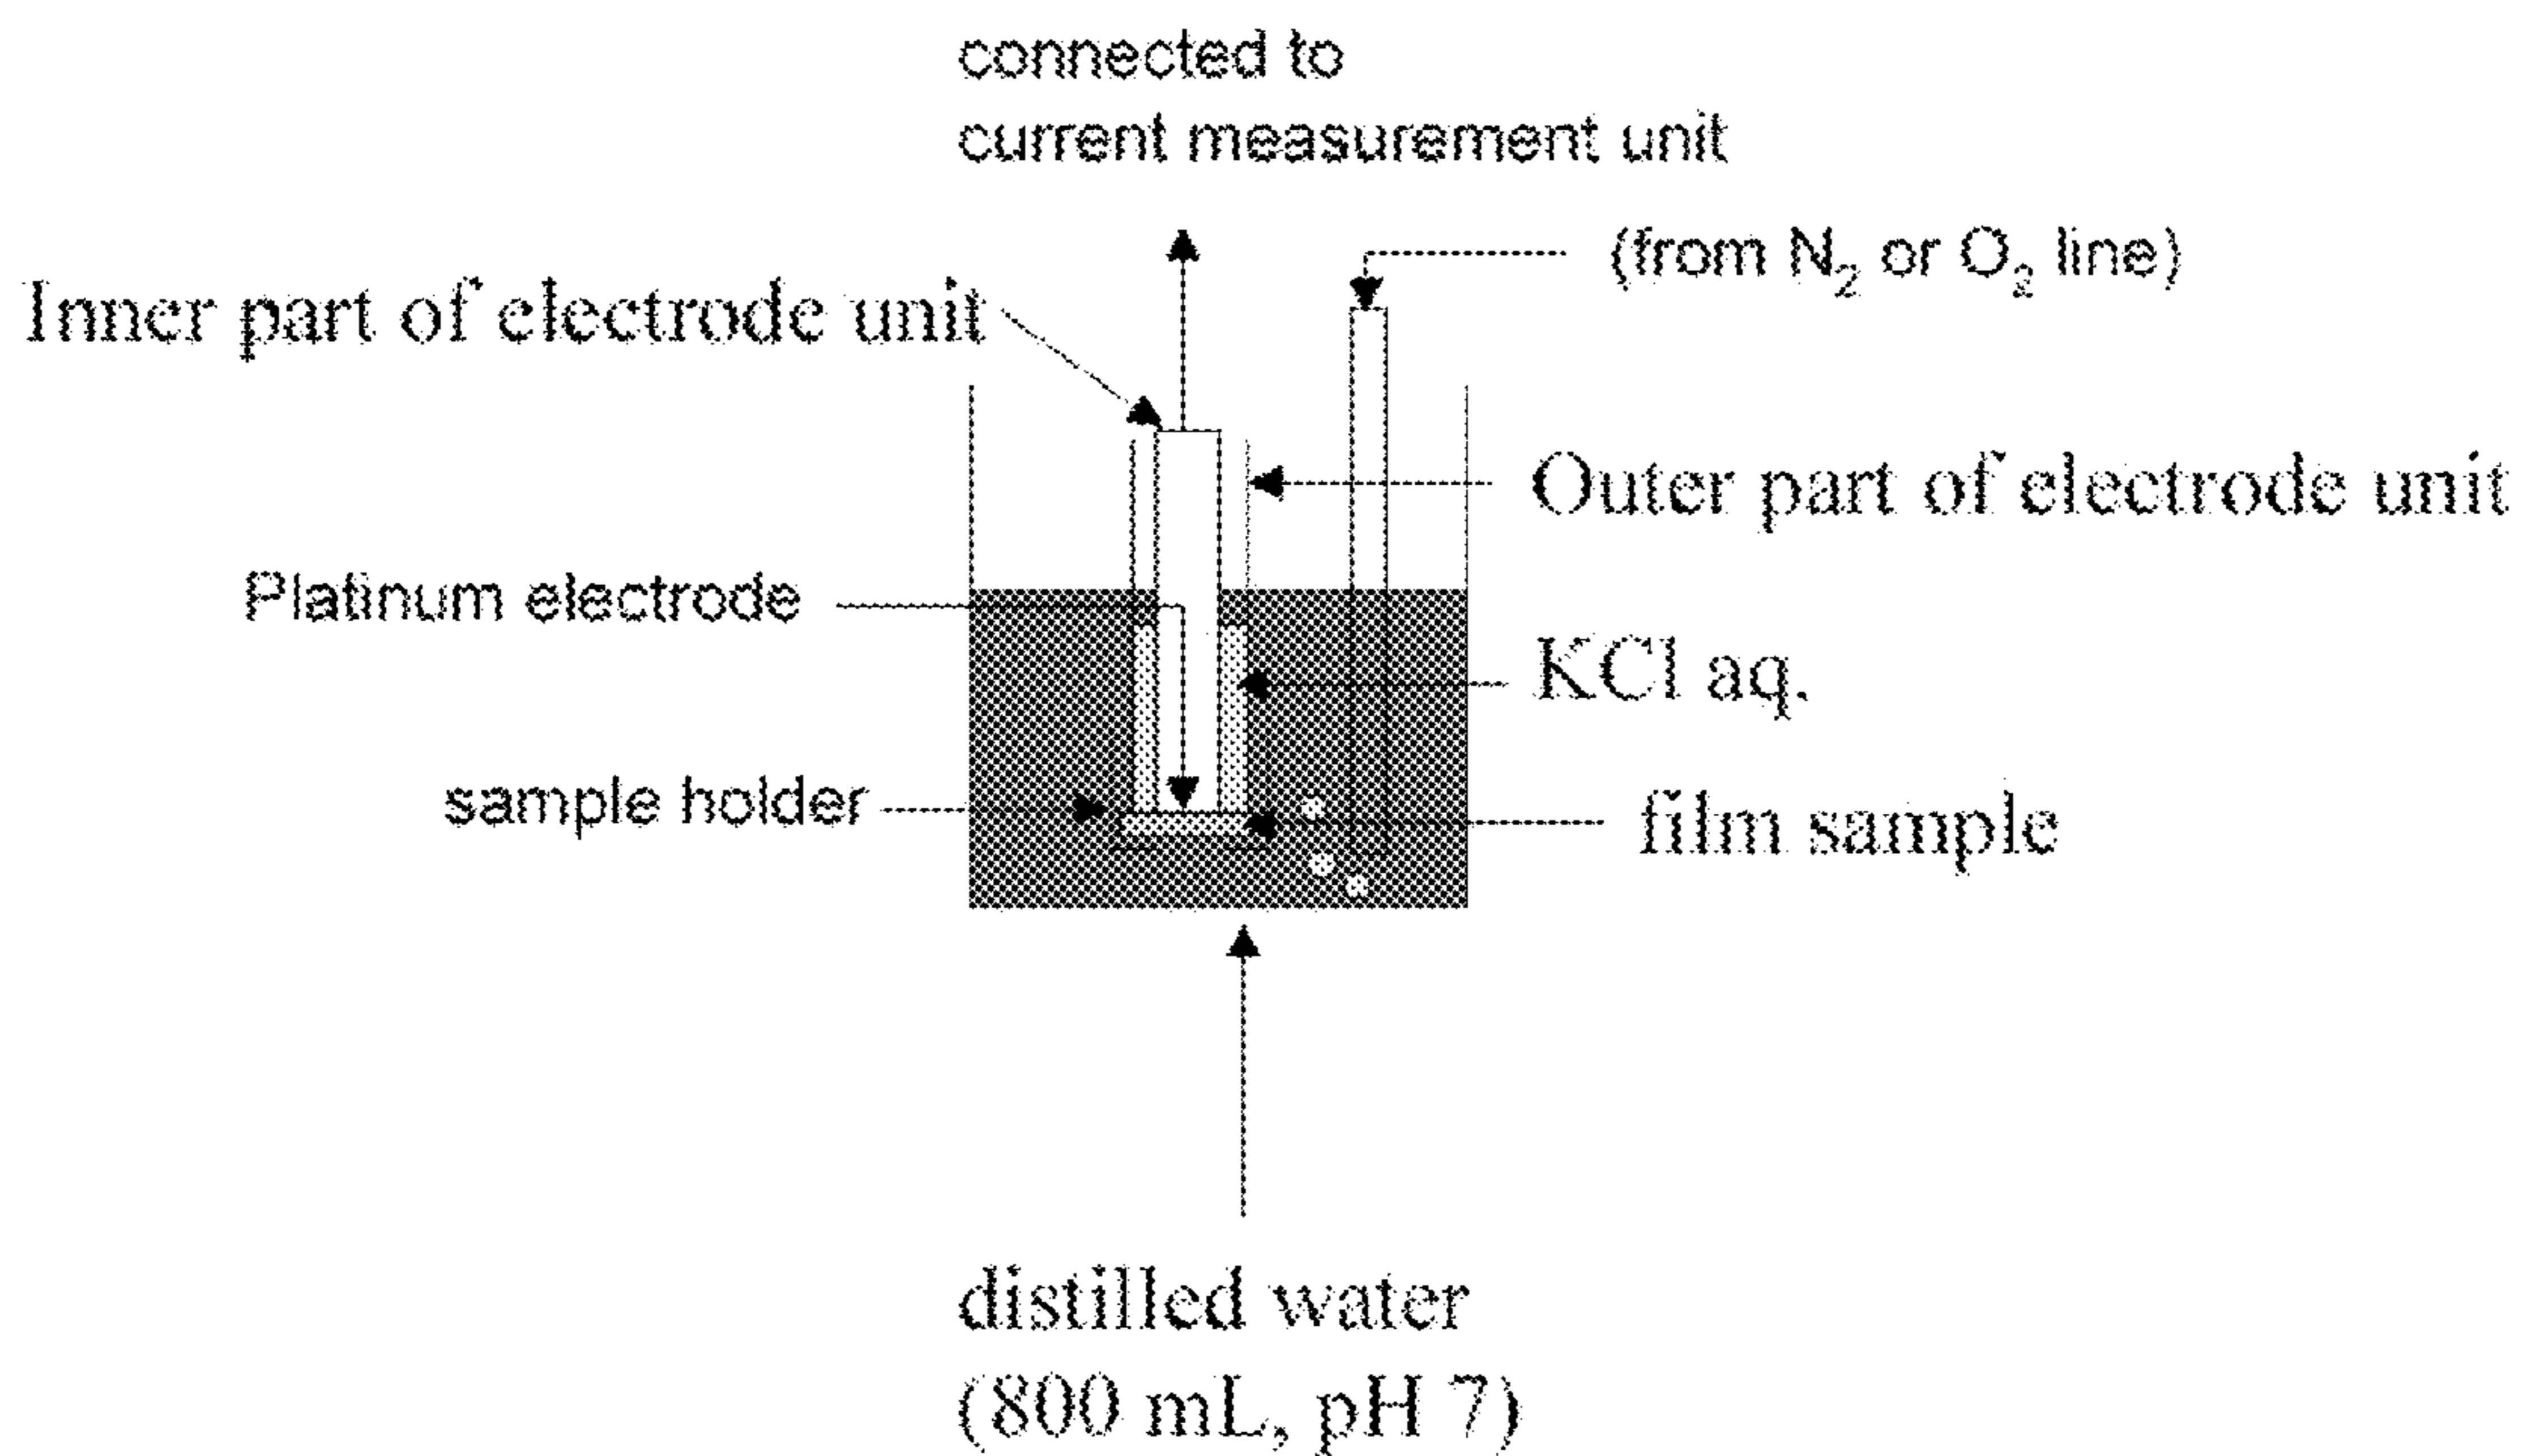 connected to
current measurement unit
(from N₂ or O₂ line)
Inner part of electrode unit
Outer part of electrode unit
Platinum electrode
KCl aq.
sample holder
film sample
distilled water
(800 mL, pH 7)